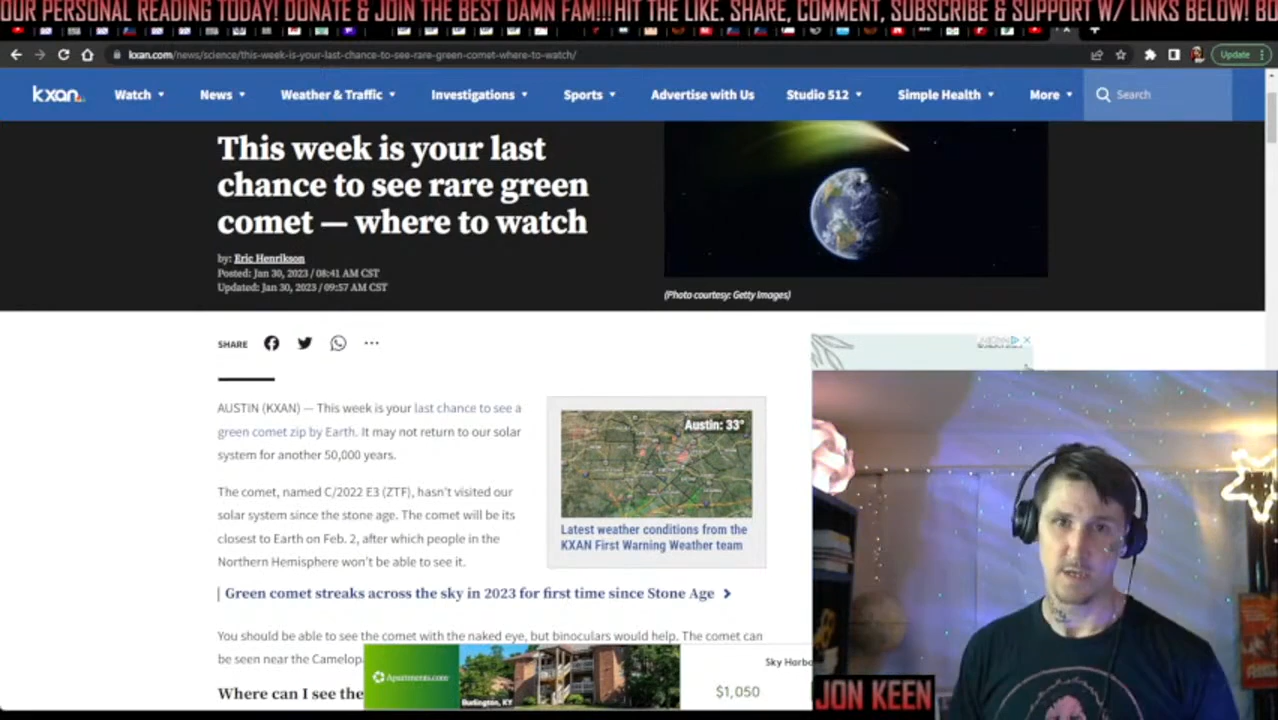 OUR PERSONAL READING TODAY! DONATE & JOIN THE BEST DAMN FAM!!! HIT THE LIKE. SHARE, COMMENT, SUBSCRIBE & SUPPORT W/ LINKS BELOW! BO
kxan.com/news/science/this-week-is-your-last-chance-to-see-rare-green-comet-where-to-watch/
Update
kxan
Watch
News
Weather & Traffic
Investigations
Sports
Advertise with Us
Studio 512
Simple Health
More
Search
This week is your last
chance to see rare green
comet — where to watch
by: Eric Henrikson
Posted: Jan 30, 2023 / 08:41 AM CST
Updated: Jan 30, 2023 / 09:57 AM CST
(Photo courtesy: Getty Images)
SHARE
AUSTIN (KXAN) — This week is your last chance to see a
green comet zip by Earth. It may not return to our solar
system for another 50,000 years.
Austin: 33°
Latest weather conditions from the
KXAN First Warning Weather team
The comet, named C/2022 E3 (ZTF), hasn't visited our
solar system since the stone age. The comet will be its
closest to Earth on Feb. 2, after which people in the
Northern Hemisphere won't be able to see it.
| Green comet streaks across the sky in 2023 for first time since Stone Age
You should be able to see the comet with the naked eye, but binoculars would help. The comet can
be seen near the Camelopa
Where can I see the
Apartments.com
Burlington, KY
Sky Harbo
$1,050
JON KEEN